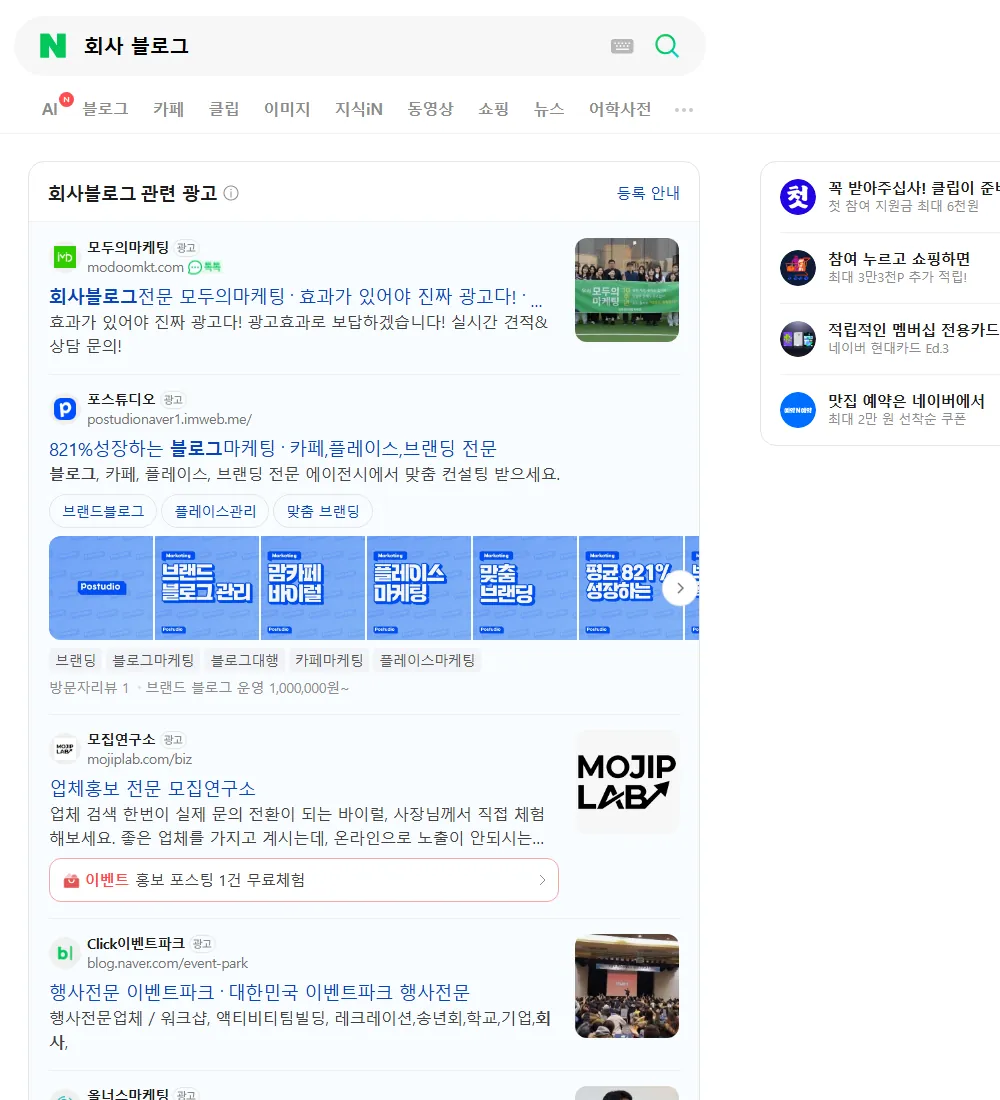 회사 블로그
AI N 블로그 카페 클립 이미지 지식iN 동영상 쇼핑 뉴스 어학사전
회사블로그 관련 광고 등록 안내
모두의마케팅 광고
modoomkt.com 톡톡
회사블로그전문 모두의마케팅 · 효과가 있어야 진짜 광고다! · ...
효과가 있어야 진짜 광고다! 광고효과로 보답하겠습니다! 실시간 견적&
상담 문의!
모두의
마케팅
포스튜디오 광고
postudionaver1.imweb.me/
821%성장하는 블로그마케팅 · 카페,플레이스,브랜딩 전문
블로그, 카페, 플레이스, 브랜딩 전문 에이전시에서 맞춤 컨설팅 받으세요.
브랜드블로그 플레이스관리 맞춤 브랜딩
Postudio
Marketing
브랜드
블로그 관리
Postudio
Marketing
맘카페
바이럴
Postudio
Marketing
플레이스
마케팅
Postudio
Marketing
맞춤
브랜딩
Postudio
Marketing
평균 821%
성장하는
Postudio
브랜딩 블로그마케팅 블로그대행 카페마케팅 플레이스마케팅
방문자리뷰 1 · 브랜드 블로그 운영 1,000,000원~
모집연구소 광고
mojiplab.com/biz
업체홍보 전문 모집연구소
업체 검색 한번이 실제 문의 전환이 되는 바이럴, 사장님께서 직접 체험
해보세요. 좋은 업체를 가지고 계시는데, 온라인으로 노출이 안되시는...
MOJIP
LAB
이벤트 홍보 포스팅 1건 무료체험
Click이벤트파크 광고
blog.naver.com/event-park
행사전문 이벤트파크 · 대한민국 이벤트파크 행사전문
행사전문업체 / 워크샵, 액티비티팀빌딩, 레크레이션,송년회,학교,기업,회
사,
올너스마케팅 광고
첫
꼭 받아주십사! 클립이 준비
첫 참여 지원금 최대 6천원
참여 누르고 쇼핑하면
최대 3만3천P 추가 적립!
적립적인 멤버십 전용카드
네이버 현대카드 Ed.3
맛집 예약은 네이버에서
최대 2만 원 선착순 쿠폰